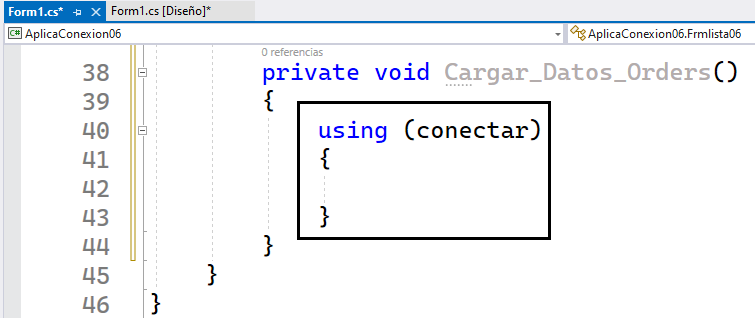 Form1.cs* Form1.cs [Diseño]*
C# AplicaConexion06 AplicaConexion06.Frmlista06
0 referencias
38 private void Cargar_Datos_Orders()
39 {
40 using (conectar)
41 {
42
43 }
44 }
45 }
46 }